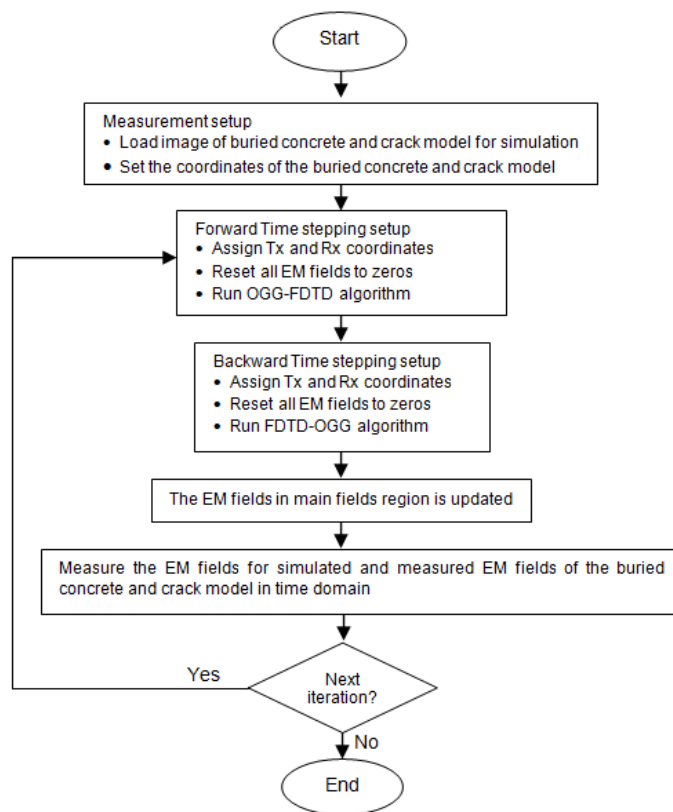 Start
Measurement setup
• Load image of buried concrete and crack model for simulation
• Set the coordinates of the buried concrete and crack model
Forward Time stepping setup
• Assign Tx and Rx coordinates
• Reset all EM fields to zeros
• Run OGG-FDTD algorithm
Backward Time stepping setup
• Assign Tx and Rx coordinates
• Reset all EM fields to zeros
• Run FDTD-OGG algorithm
The EM fields in main fields region is updated
Measure the EM fields for simulated and measured EM fields of the buried
concrete and crack model in time domain
Yes
Next
iteration?
No
End